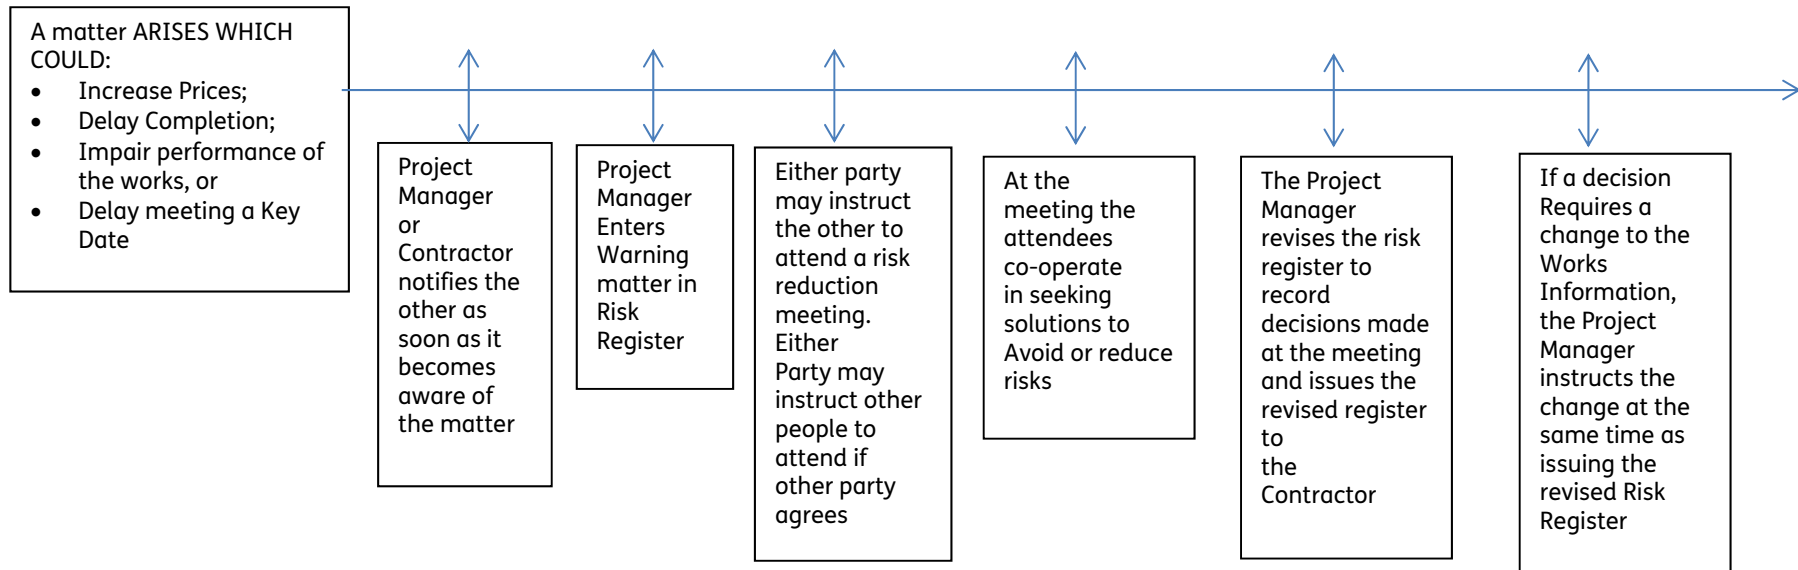 A matter ARISES WHICH
COULD:
• Increase Prices;
• Delay Completion;
• Impair performance of
the works, or
• Delay meeting a Key
Date
Project
Manager
or
Contractor
notifies the
other as
soon as it
becomes
aware of
the matter
Project
Manager
Enters
Warning
matter in
Risk
Register
Either party
may instruct
the other to
attend a risk
reduction
meeting.
Either
Party may
instruct other
people to
attend if
other party
agrees
At the
meeting the
attendees
co-operate
in seeking
solutions to
Avoid or reduce
risks
The Project
Manager
revises the risk
register to
record
decisions made
at the meeting
and issues the
revised register
to
the
Contractor
If a decision
Requires a
change to the
Works
Information,
the Project
Manager
instructs the
change at the
same time as
issuing the
revised Risk
Register